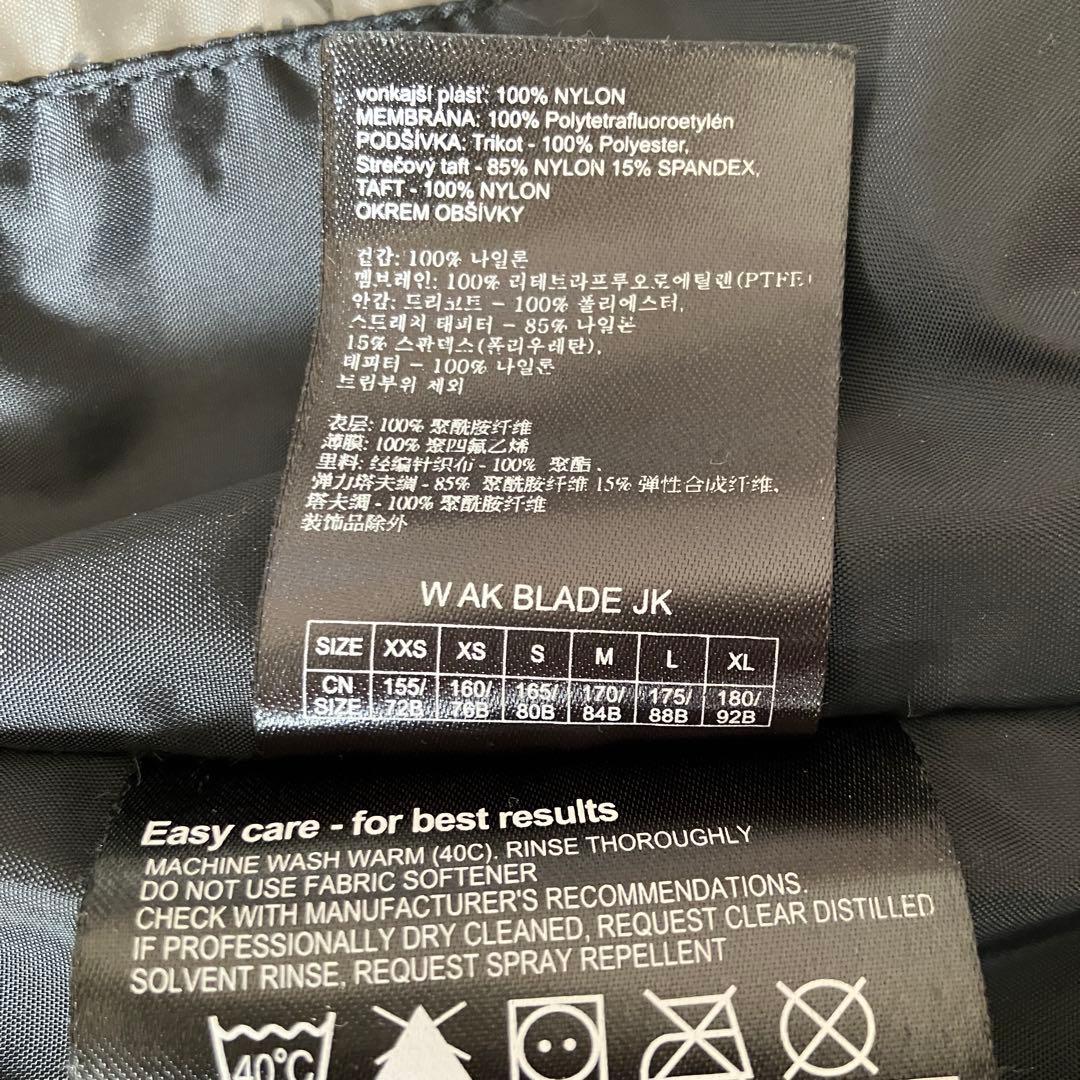 vonkajší plášť: 100% NYLON
MEMBRÁNA: 100% Polytetrafluoroetylén
PODŠÍVKA: Trikot - 100% Polyester,
Strečový taft - 85% NYLON 15% SPANDEX,
TAFT - 100% NYLON
OKREM OBŠÍVKY
겉감: 100% 나일론
멤브레인: 100% 리테트라프루오로에틸렌(PTFE)
안감: 트리코트 - 100% 폴리에스터,
스트레치 태피터 - 85% 나일론
15% 스판덱스(폴리우레탄),
태피터 - 100% 나일론
트림부위 제외
表层: 100% 聚酰胺纤维
薄膜: 100% 聚四氟乙烯
里料: 经编针织布 - 100% 聚酯,
弹力塔夫绸 - 85% 聚酰胺纤维 15% 弹性合成纤维,
塔夫绸 - 100% 聚酰胺纤维
装饰品除外
W AK BLADE JK
SIZE XXS XS S M L XL
CN SIZE 155/72B 160/76B 165/80B 170/84B 175/88B 180/92B
Easy care - for best results
MACHINE WASH WARM (40C). RINSE THOROUGHLY
DO NOT USE FABRIC SOFTENER
CHECK WITH MANUFACTURER'S RECOMMENDATIONS.
IF PROFESSIONALLY DRY CLEANED, REQUEST CLEAR DISTILLED
SOLVENT RINSE, REQUEST SPRAY REPELLENT
40°C